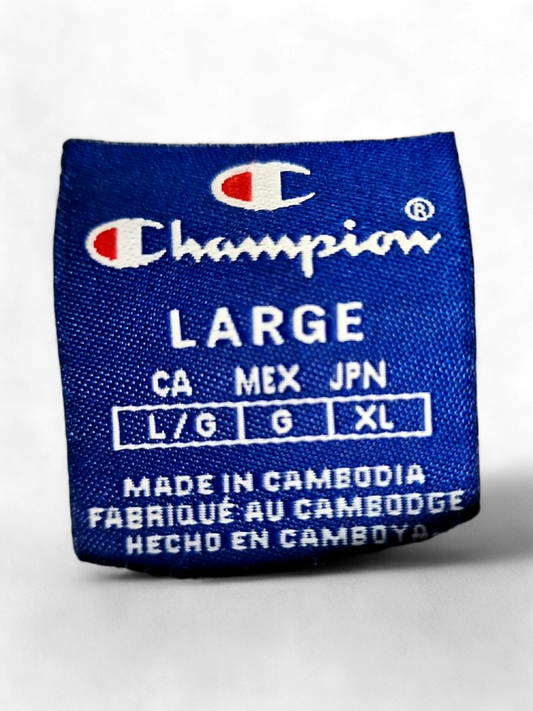 Champion®
LARGE
CA MEX JPN
L/G G XL
MADE IN CAMBODIA
FABRIQUÉ AU CAMBODGE
HECHO EN CAMBOYA